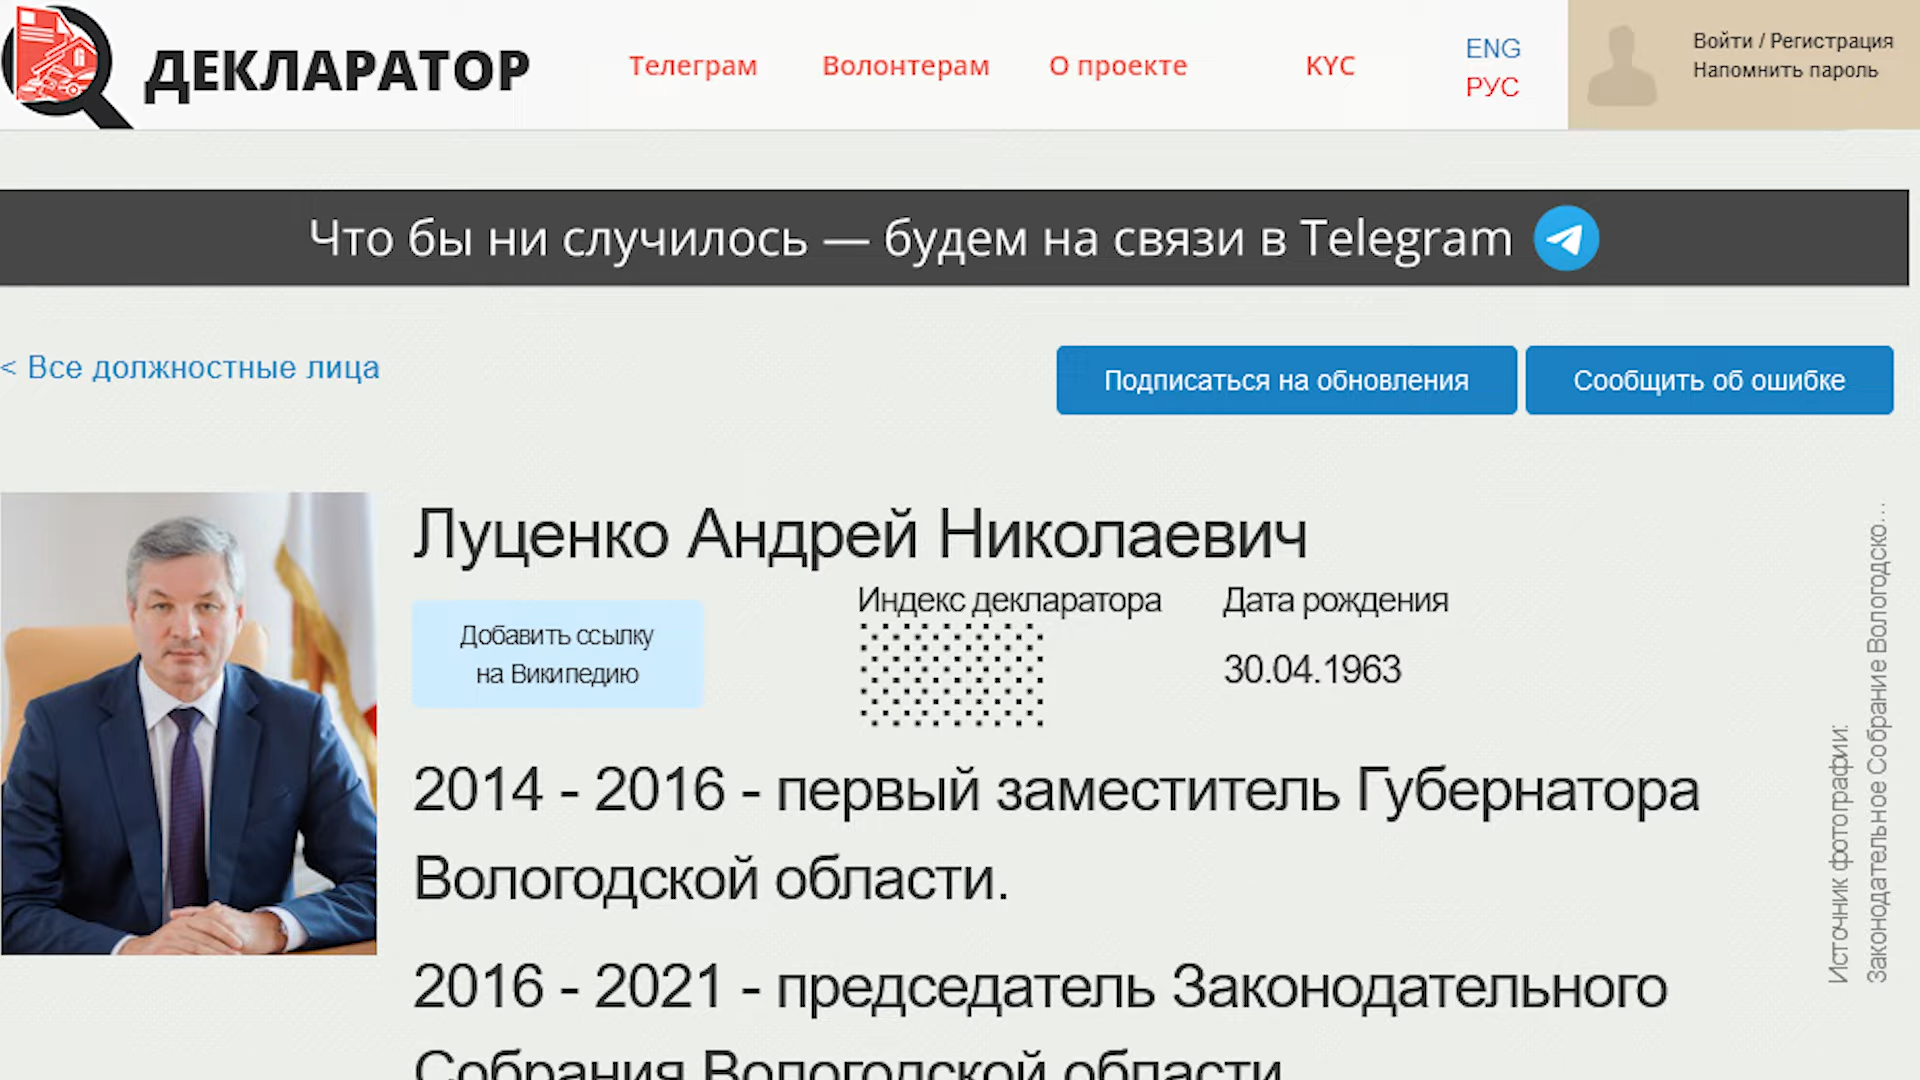 ДЕКЛАРАТОР
Телеграм Волонтерам О проекте KYC
ENG
РУС
Войти / Регистрация
Напомнить пароль
Что бы ни случилось — будем на связи в Telegram
< Все должностные лица
Подписаться на обновления
Сообщить об ошибке
Луценко Андрей Николаевич
Добавить ссылку
на Википедию
Индекс декларатора
Дата рождения
30.04.1963
2014 - 2016 - первый заместитель Губернатора
Вологодской области.
2016 - 2021 - председатель Законодательного
Собрания Вологодской области
Источник фотографии:
Законодательное Собрание Вологодско...